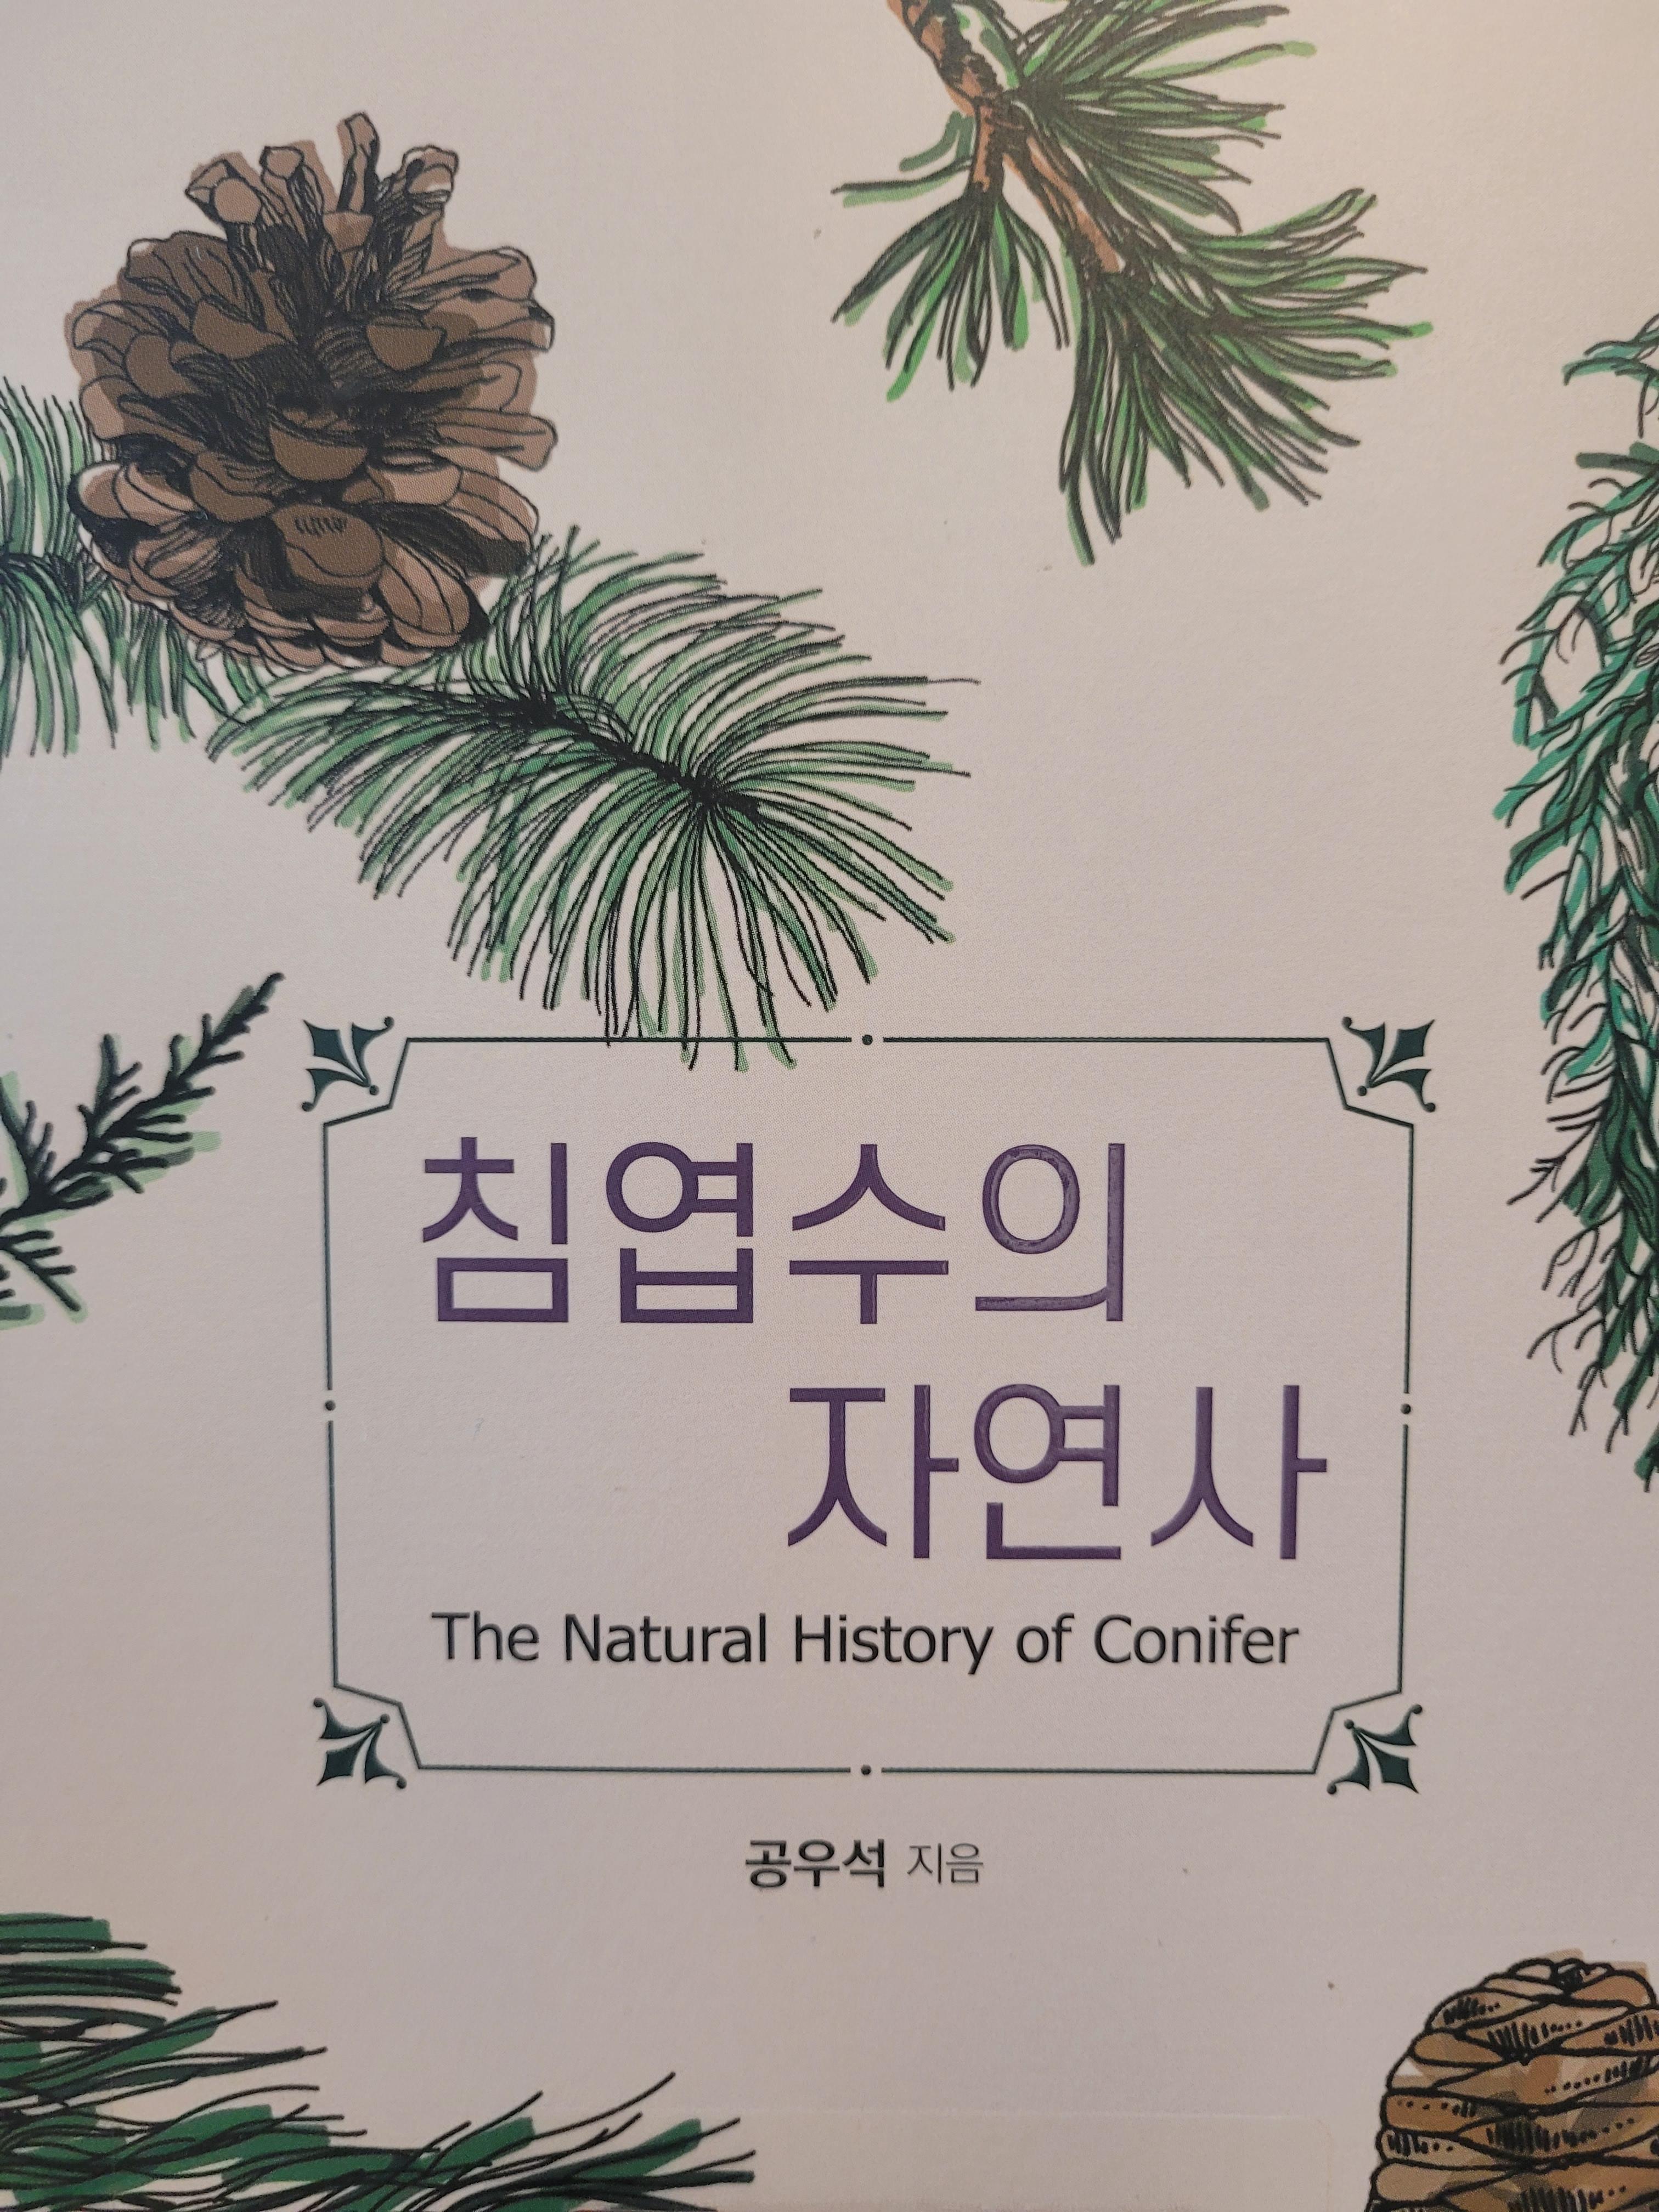 침엽수의
자연사
The Natural History of Conifer
공우석 지음